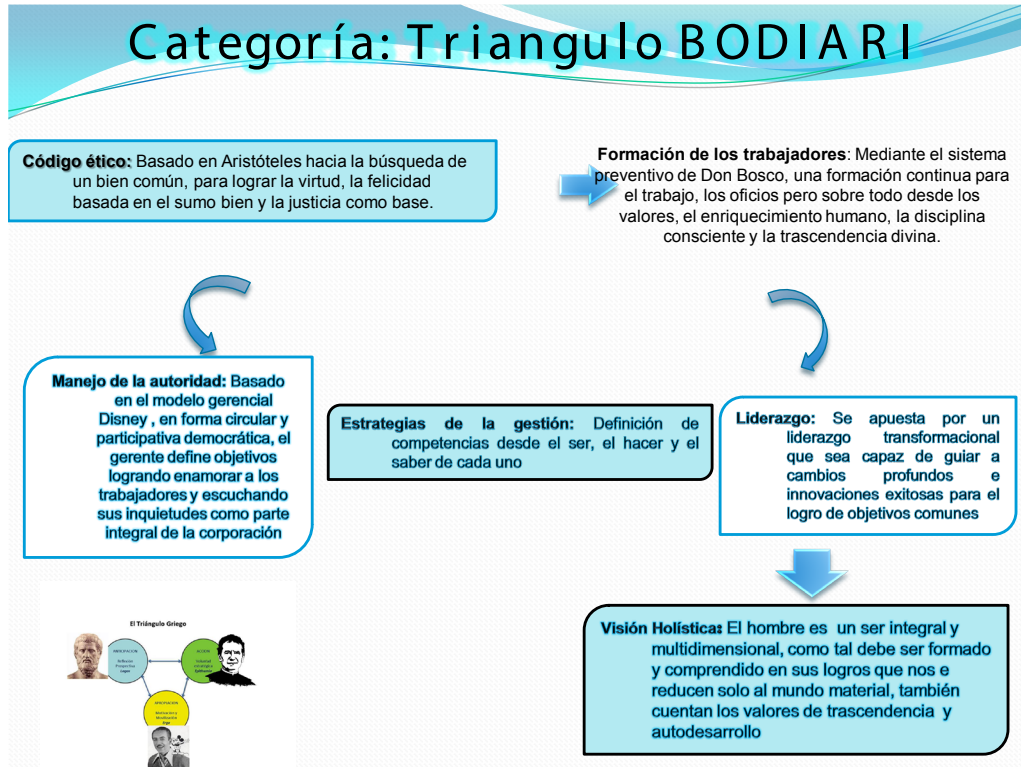 Categoría: Triangulo BODIARI
Código ético: Basado en Aristóteles hacia la búsqueda de
un bien común, para lograr la virtud, la felicidad
basada en el sumo bien y la justicia como base.
Formación de los trabajadores: Mediante el sistema
preventivo de Don Bosco, una formación continua para
el trabajo, los oficios pero sobre todo desde los
valores, el enriquecimiento humano, la disciplina
consciente y la trascendencia divina.
Manejo de la autoridad: Basado
en el modelo gerencial
Disney , en forma circular y
participativa democrática, el
gerente define objetivos
logrando enamorar a los
trabajadores y escuchando
sus inquietudes como parte
integral de la corporación
Estrategias de la gestión: Definición de
competencias desde el ser, el hacer y el
saber de cada uno
Liderazgo: Se apuesta por un
liderazgo transformacional
que sea capaz de guiar a
cambios profundos e
innovaciones exitosas para el
logro de objetivos comunes
Visión Holística: El hombre es un ser integral y
multidimensional, como tal debe ser formado
y comprendido en sus logros que nos e
reducen solo al mundo material, también
cuentan los valores de trascendencia y
autodesarrollo
El Triángulo Griego